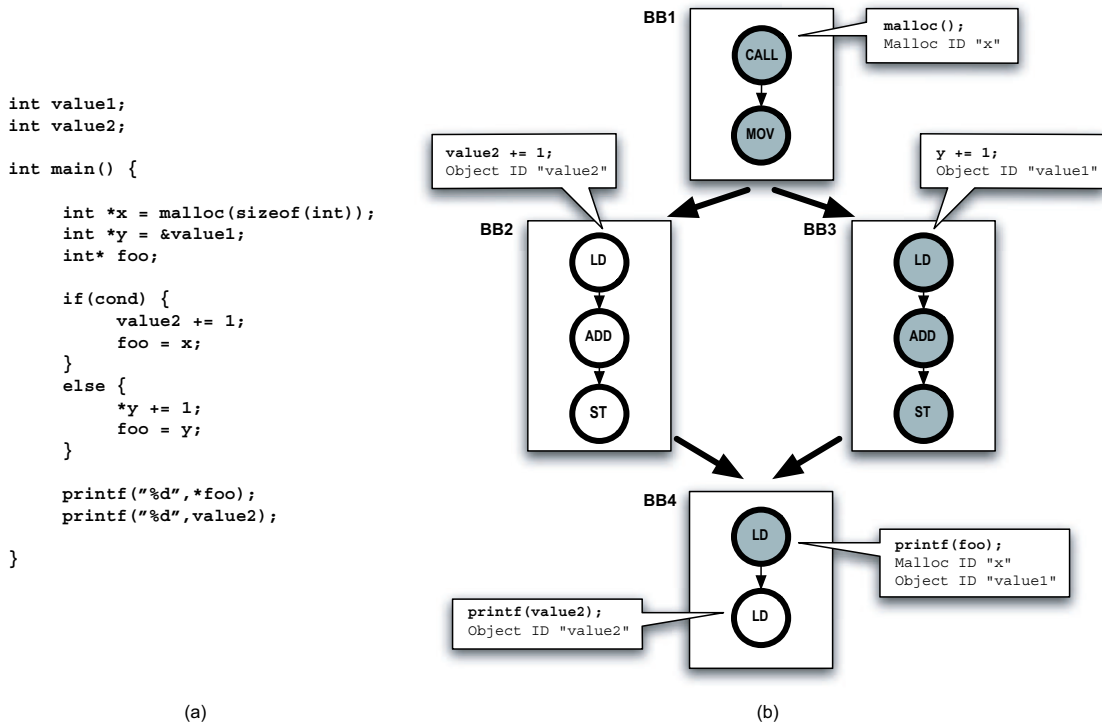 int value1;
int value2;
int main() {
int *x = malloc(sizeof(int));
int *y = &value1;
int* foo;
if(cond) {
value2 += 1;
foo = x;
}
else {
*y += 1;
foo = y;
}
printf(”%d”,*foo);
printf(”%d”,value2);
}
(a)
BB1
CALL
MOV
malloc();
Malloc ID "x"
value2 += 1;
Object ID "value2"
y += 1;
Object ID "value1"
BB2
LD
ADD
ST
BB3
LD
ADD
ST
BB4
LD
LD
printf(foo);
Malloc ID "x"
Object ID "value1"
printf(value2);
Object ID "value2"
(b)